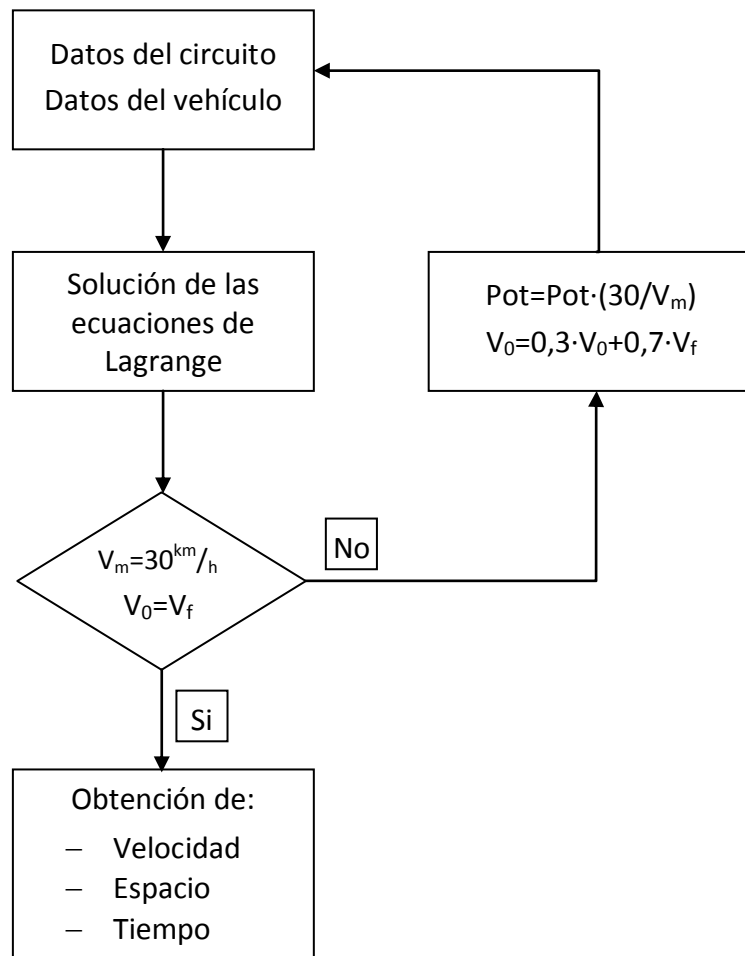 Datos del circuito
Datos del vehículo
Solución de las
ecuaciones de
Lagrange
Pot=Pot·(30/Vm)
V0=0,3·V0+0,7·Vf
Vm=30km/h
V0=Vf
No
Si
Obtención de:
– Velocidad
– Espacio
– Tiempo